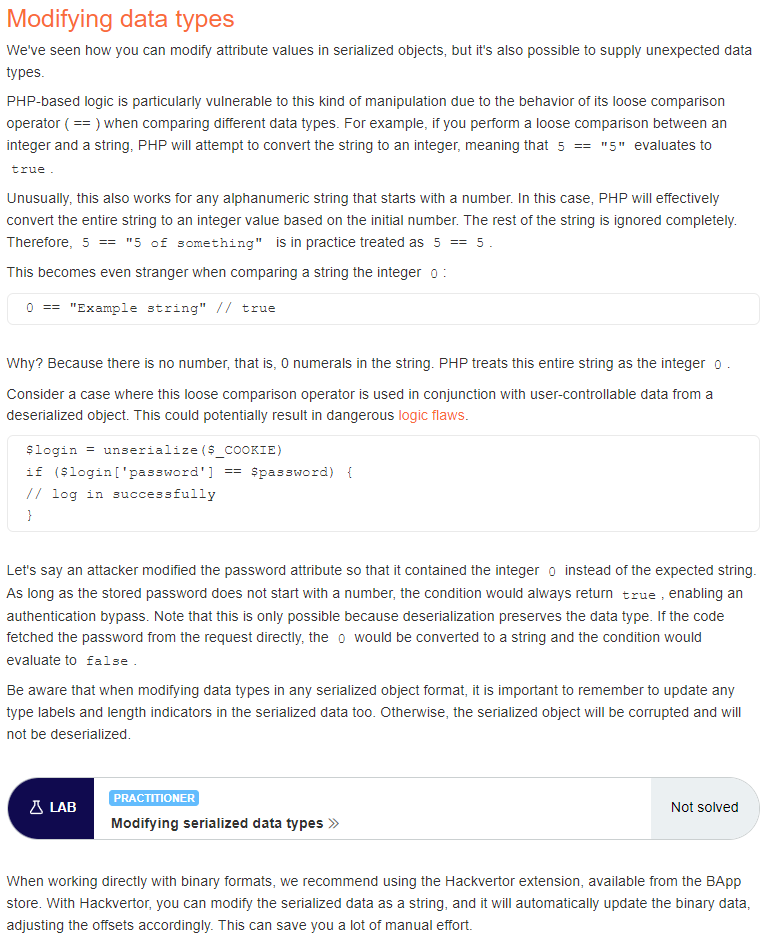 Modifying data types
We've seen how you can modify attribute values in serialized objects, but it's also possible to supply unexpected data
types.
PHP-based logic is particularly vulnerable to this kind of manipulation due to the behavior of its loose comparison
operator ( == ) when comparing different data types. For example, if you perform a loose comparison between an
integer and a string, PHP will attempt to convert the string to an integer, meaning that 5 == "5" evaluates to
true .
Unusually, this also works for any alphanumeric string that starts with a number. In this case, PHP will effectively
convert the entire string to an integer value based on the initial number. The rest of the string is ignored completely.
Therefore, 5 == "5 of something" is in practice treated as 5 == 5 .
This becomes even stranger when comparing a string the integer 0 :
0 == "Example string" // true
Why? Because there is no number, that is, 0 numerals in the string. PHP treats this entire string as the integer 0 .
Consider a case where this loose comparison operator is used in conjunction with user-controllable data from a
deserialized object. This could potentially result in dangerous logic flaws.
$login = unserialize($_COOKIE)
if ($login['password'] == $password) {
// log in successfully
}
Let's say an attacker modified the password attribute so that it contained the integer 0 instead of the expected string.
As long as the stored password does not start with a number, the condition would always return true , enabling an
authentication bypass. Note that this is only possible because deserialization preserves the data type. If the code
fetched the password from the request directly, the 0 would be converted to a string and the condition would
evaluate to false .
Be aware that when modifying data types in any serialized object format, it is important to remember to update any
type labels and length indicators in the serialized data too. Otherwise, the serialized object will be corrupted and will
not be deserialized.
LAB
PRACTITIONER
Modifying serialized data types »
Not solved
When working directly with binary formats, we recommend using the Hackvertor extension, available from the BApp
store. With Hackvertor, you can modify the serialized data as a string, and it will automatically update the binary data,
adjusting the offsets accordingly. This can save you a lot of manual effort.